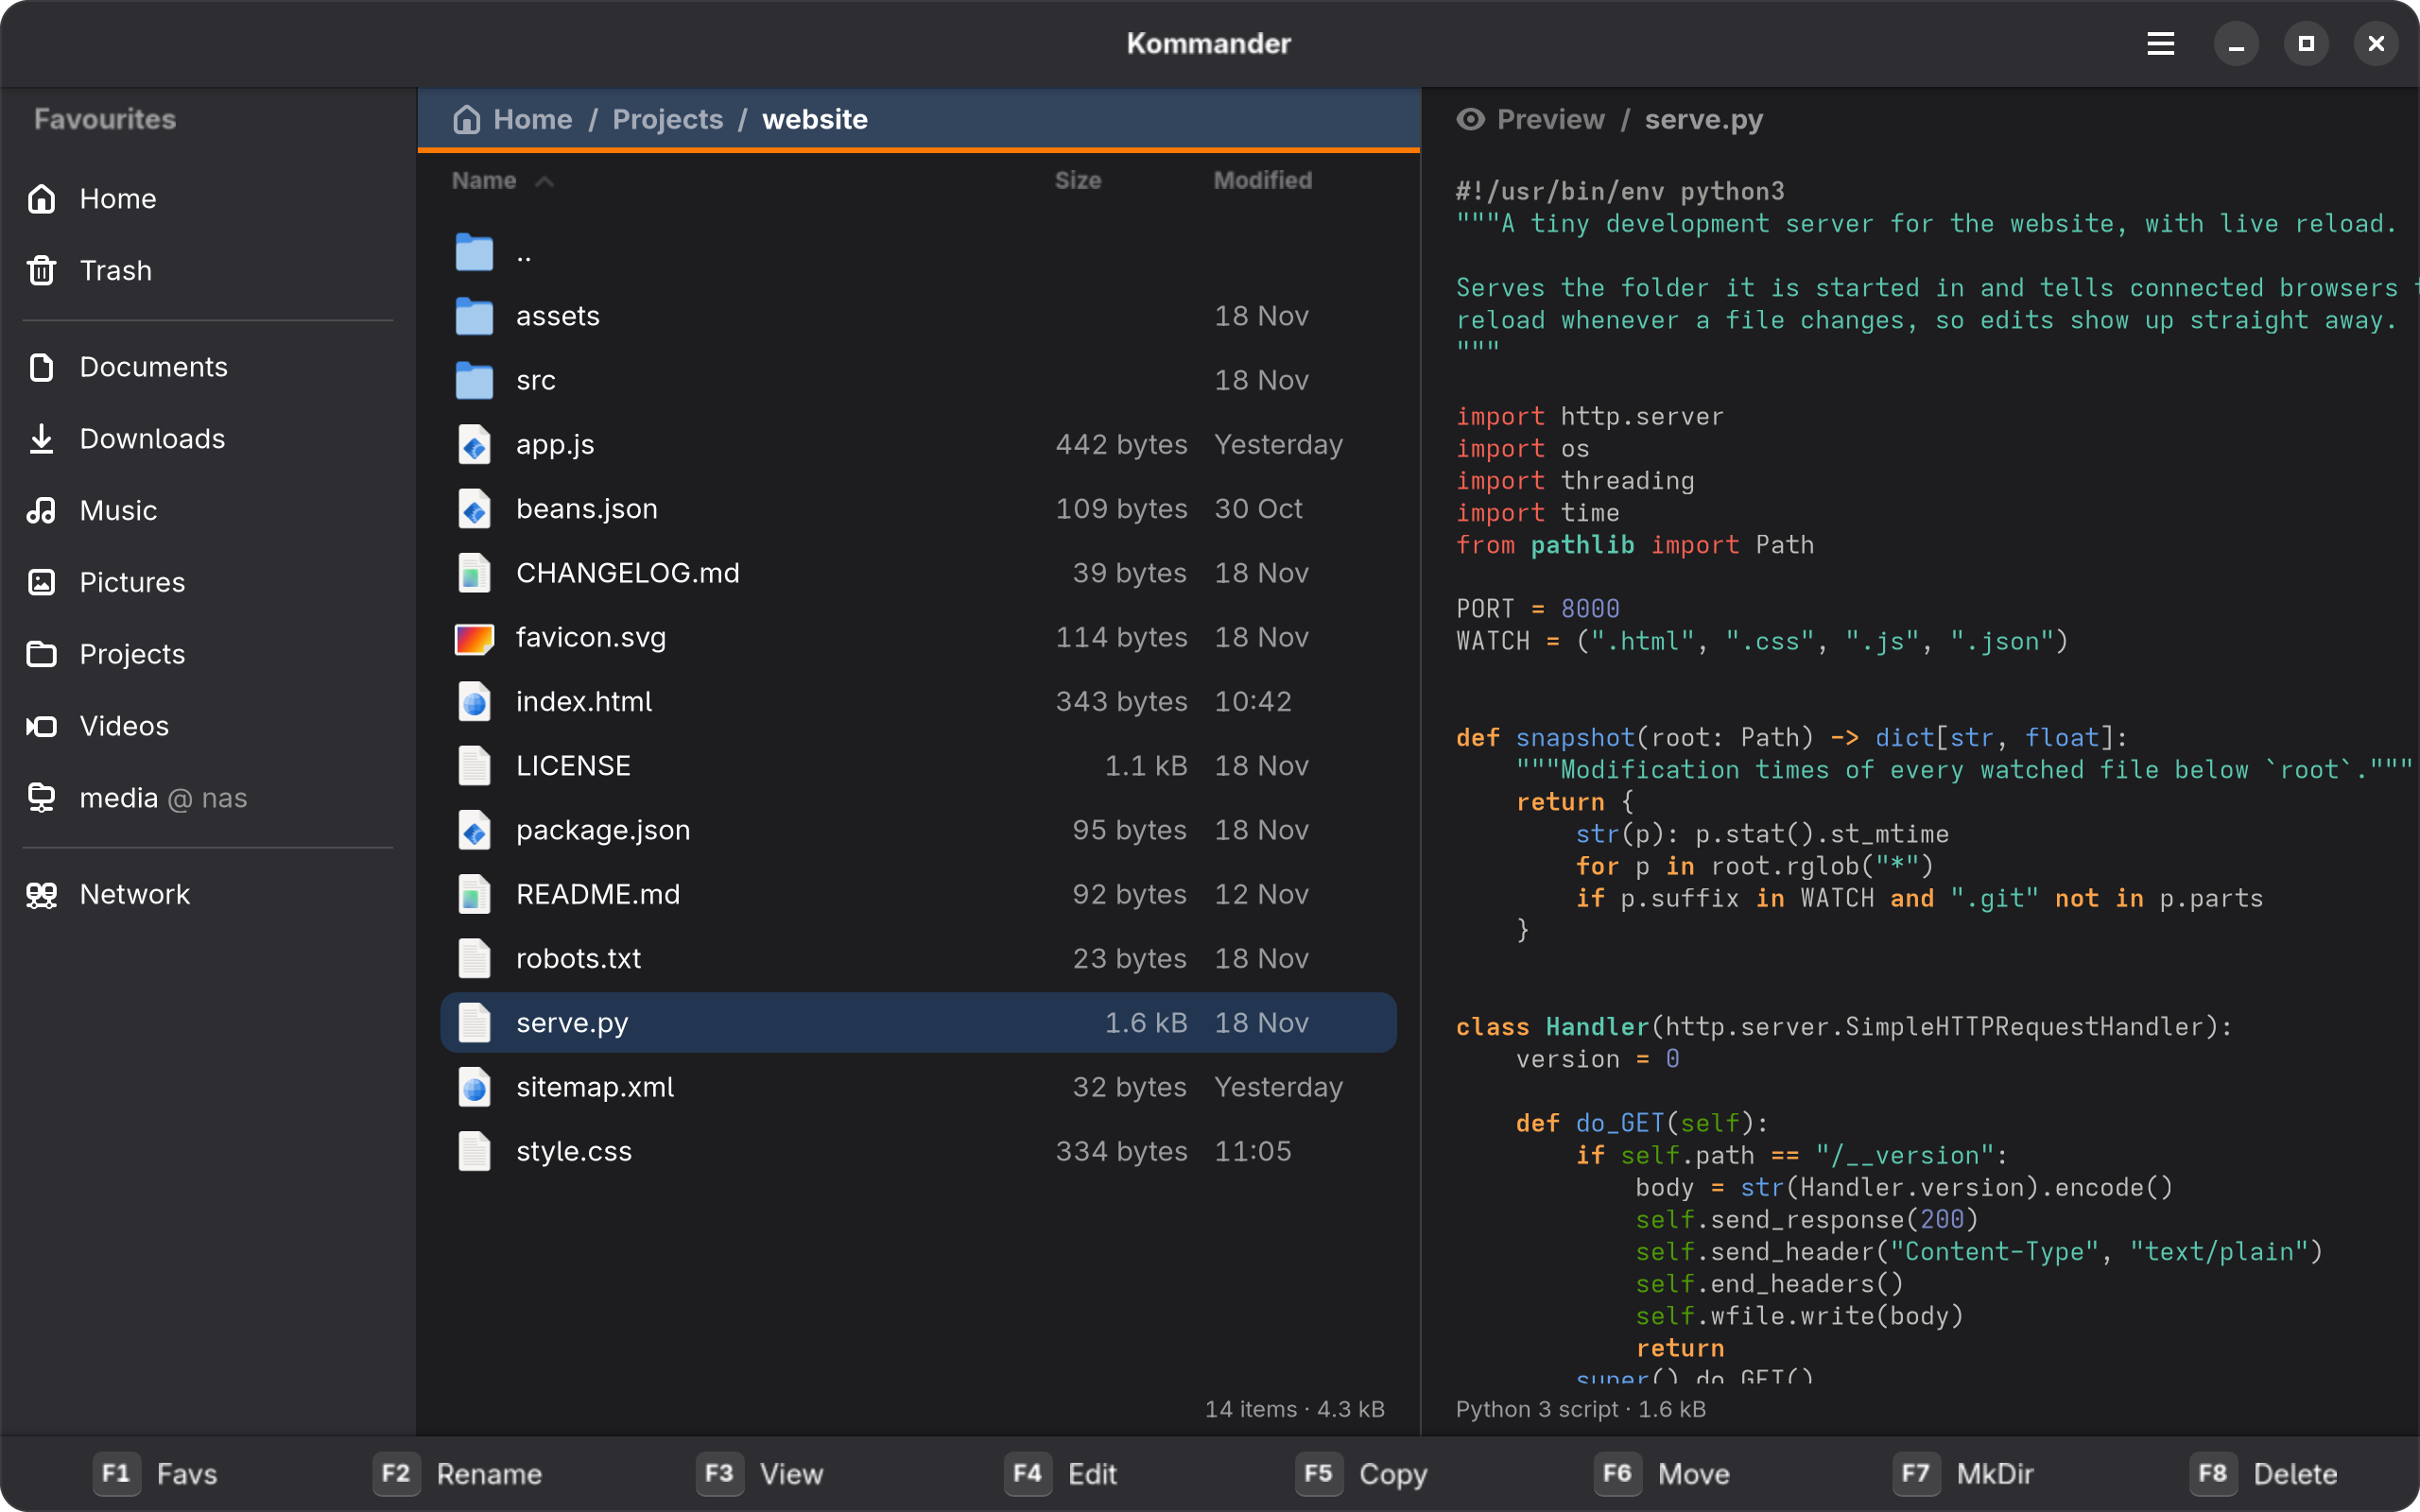 Kommander
Favourites
Home
Trash
Documents
Downloads
Music
Pictures
Projects
Videos
media @ nas
Network
Home / Projects / website
Name Size Modified
..
assets 18 Nov
src 18 Nov
app.js 442 bytes Yesterday
beans.json 109 bytes 30 Oct
CHANGELOG.md 39 bytes 18 Nov
favicon.svg 114 bytes 18 Nov
index.html 343 bytes 10:42
LICENSE 1.1 kB 18 Nov
package.json 95 bytes 18 Nov
README.md 92 bytes 12 Nov
robots.txt 23 bytes 18 Nov
serve.py 1.6 kB 18 Nov
sitemap.xml 32 bytes Yesterday
style.css 334 bytes 11:05
14 items · 4.3 kB
Preview / serve.py
#!/usr/bin/env python3
"""A tiny development server for the website, with live reload.
Serves the folder it is started in and tells connected browsers
reload whenever a file changes, so edits show up straight away.
"""
import http.server
import os
import threading
import time
from pathlib import Path
PORT = 8000
WATCH = (".html", ".css", ".js", ".json")
def snapshot(root: Path) -> dict[str, float]:
    """Modification times of every watched file below `root`."""
    return {
        str(p): p.stat().st_mtime
        for p in root.rglob("*")
        if p.suffix in WATCH and ".git" not in p.parts
    }
class Handler(http.server.SimpleHTTPRequestHandler):
    version = 0
    def do_GET(self):
        if self.path == "/__version":
            body = str(Handler.version).encode()
            self.send_response(200)
            self.send_header("Content-Type", "text/plain")
            self.end_headers()
            self.wfile.write(body)
            return
        super().do_GET()
Python 3 script · 1.6 kB
F1 Favs F2 Rename F3 View F4 Edit F5 Copy F6 Move F7 MkDir F8 Delete